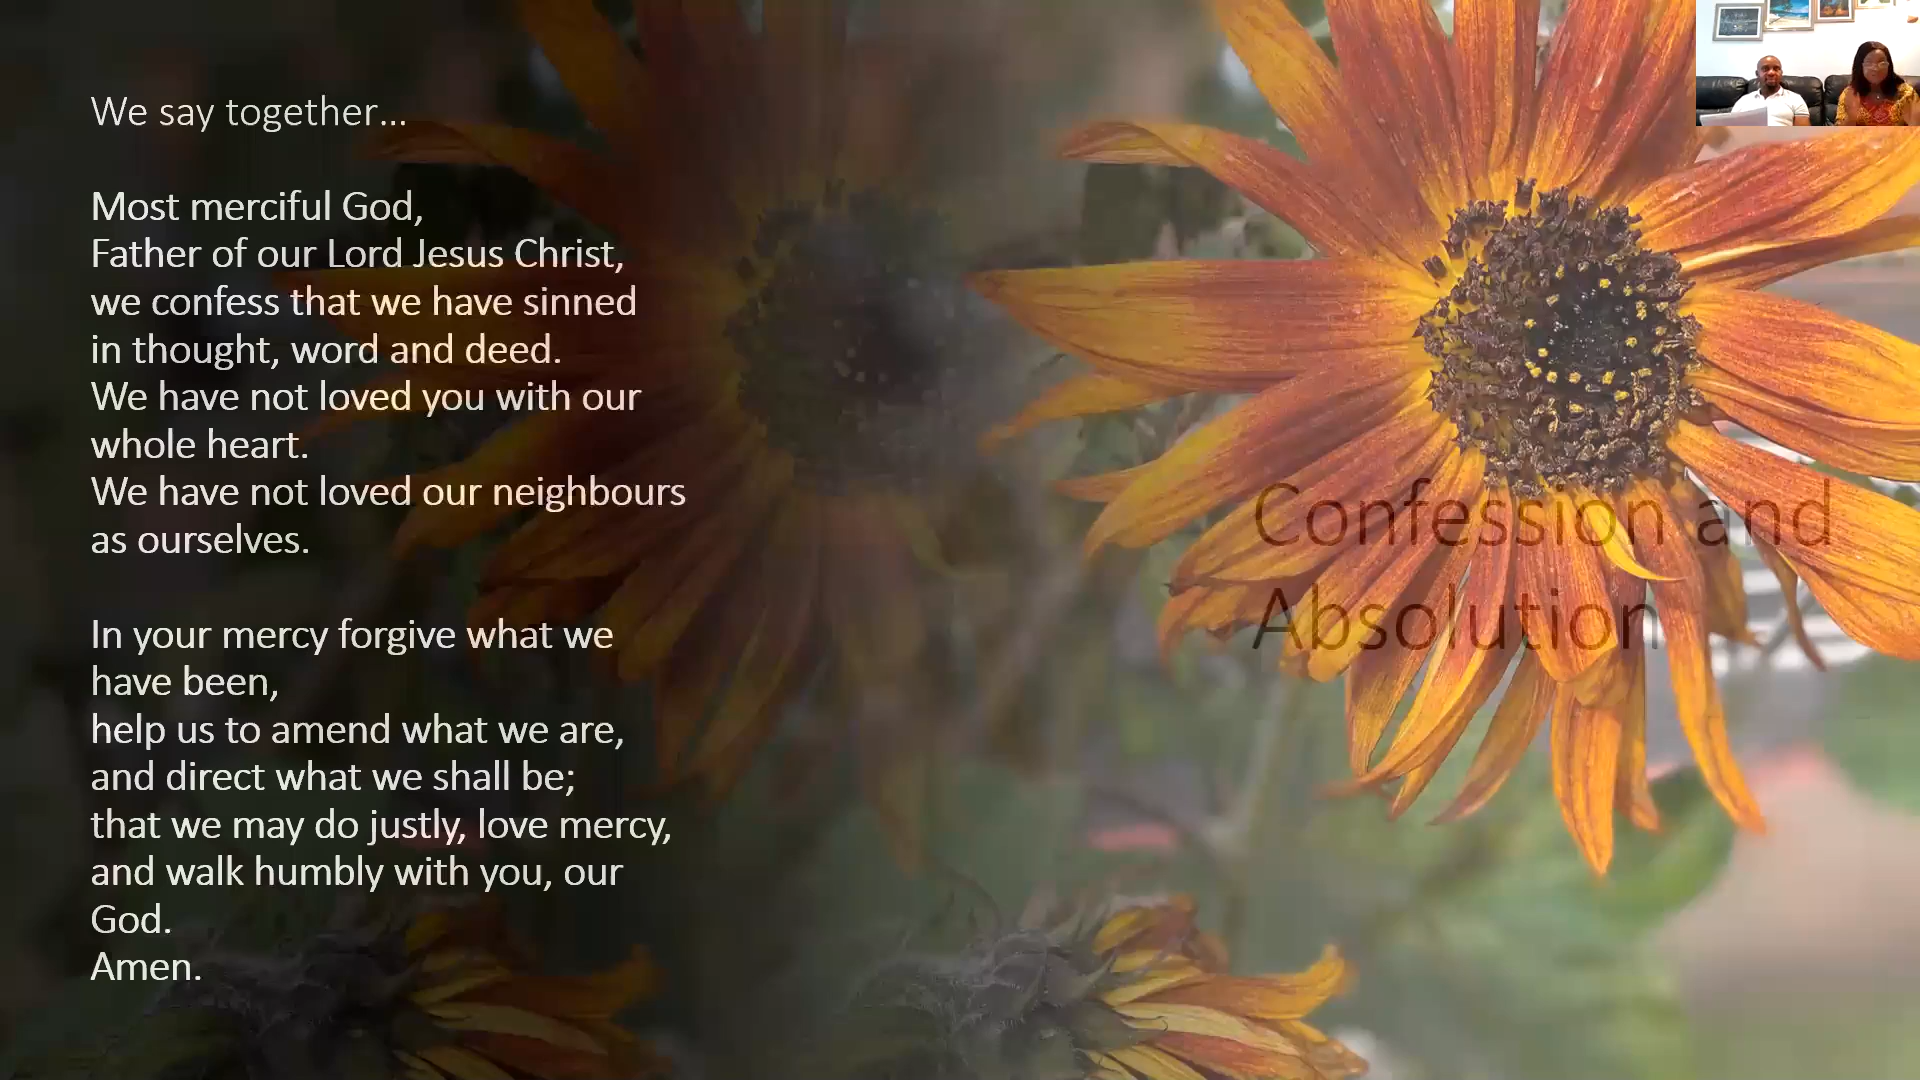 We say together...
Most merciful God,
Father of our Lord Jesus Christ,
we confess that we have sinned
in thought, word and deed.
We have not loved you with our
whole heart.
We have not loved our neighbours
as ourselves.
In your mercy forgive what we
have been,
help us to amend what we are,
and direct what we shall be;
that we may do justly, love mercy,
and walk humbly with you, our
God.
Amen.
Confession and
Absolution